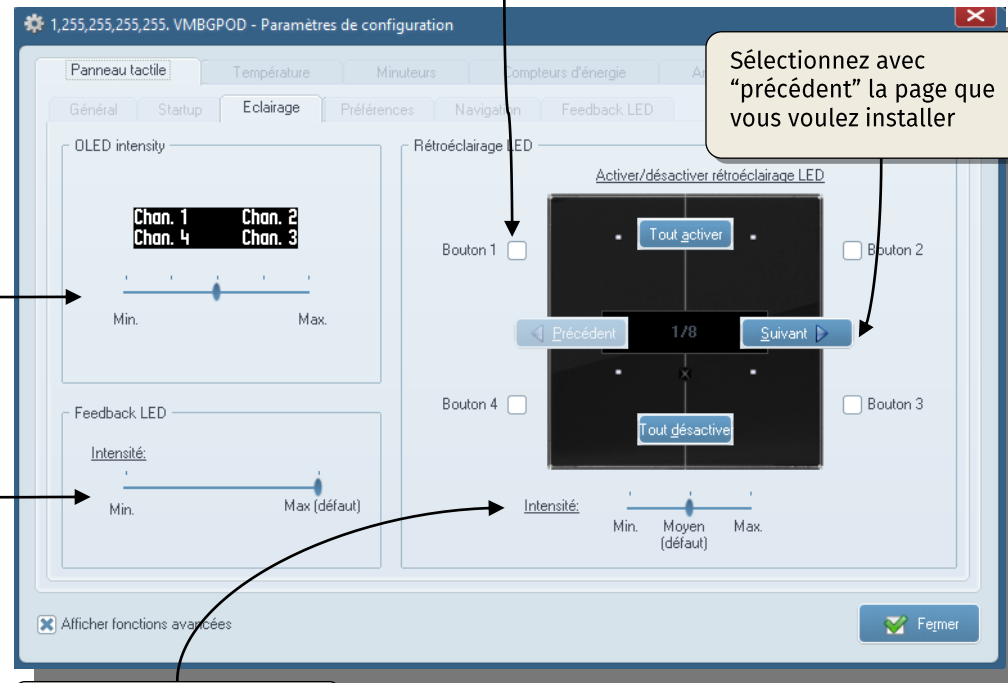 1,255,255,255,255. VMBGPOD - Paramètres de configuration
Sélectionnez avec
“précédent” la page que
vous voulez installer
Panneau tactile Température Minuteurs Compteurs d'énergie
Général Startup Eclairage Préférences Navigation Feedback LED
OLED intensity
Chan. 1 Chan. 2
Chan. 4 Chan. 3
Min. Max.
Feedback LED
Intensité:
Min. Max (défaut)
Rétroéclairage LED
Activer/désactiver rétroéclairage LED
Tout activer
Bouton 1 Bouton 2
Précédent 1/8 Suivant
Bouton 4 Bouton 3
Tout désactive
Intensité:
Min. Moyen Max.
(défaut)
Afficher fonctions avancées
Fermer